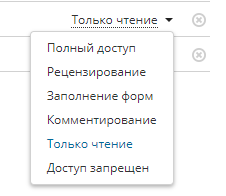 Только чтение
Полный доступ
Рецензирование
Заполнение форм
Комментирование
Только чтение
Доступ запрещен